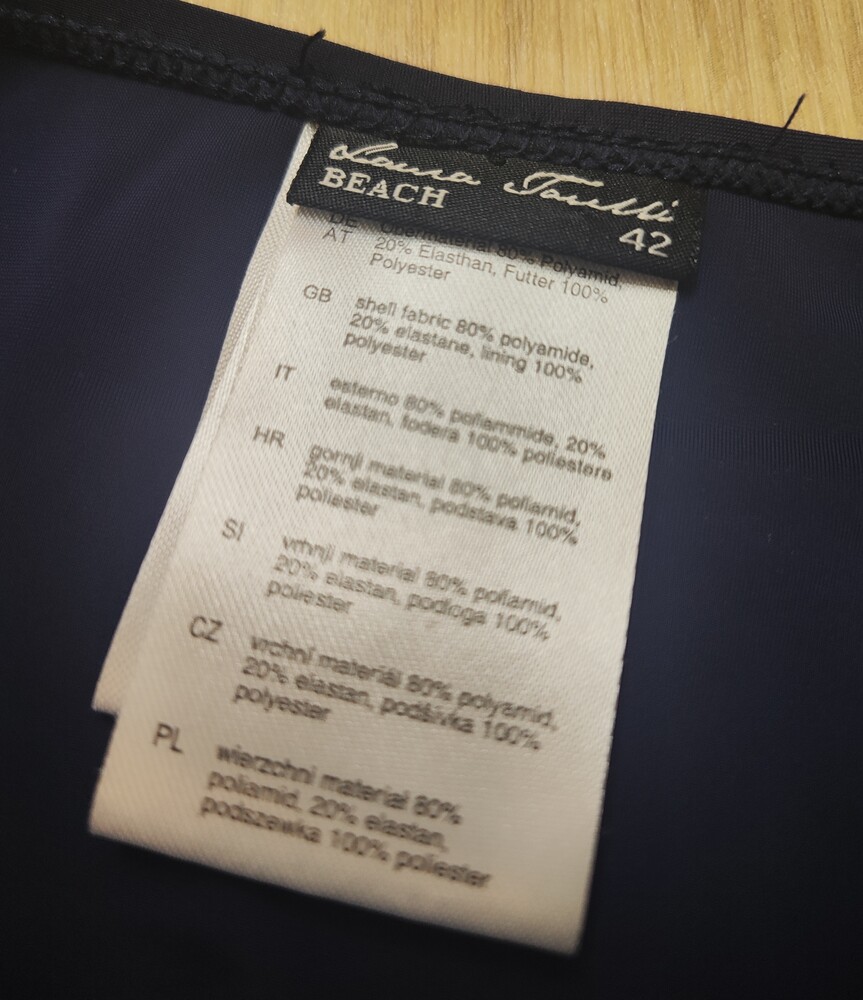 Laura Torelli
BEACH
42
DE
AT
Obermaterial 80% Polyamid,
20% Elasthan, Futter 100%
Polyester
GB
shell fabric 80% polyamide,
20% elastane, lining 100%
polyester
IT
esterno 80% poliammide, 20%
elastan, fodera 100% poliestere
HR
gornji material 80% poliamid,
20% elastan, podstava 100%
poliester
SI
vrhnji material 80% poliamid,
20% elastan, podloga 100%
poliester
CZ
vrchní materiál 80% polyamid,
20% elastan, podšívka 100%
polyester
PL
wierzchni materiał 80%
poliamid, 20% elastan,
podszewka 100% poliester